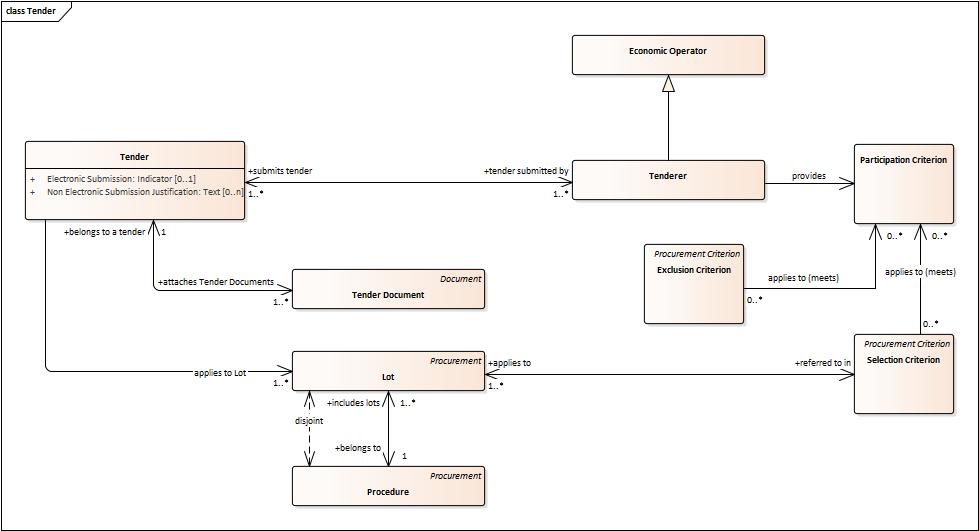 class Tender
Economic Operator
Tender
+ Electronic Submission: Indicator [0..1]
+ Non Electronic Submission Justification: Text [0..n]
+submits tender
1..*
+tender submitted by
1..*
Tenderer
provides
Participation Criterion
+belongs to a tender
1
0..*
0..*
Procurement Criterion
Exclusion Criterion
applies to (meets)
0..*
applies to (meets)
0..*
+attaches Tender Documents
1..*
Document
Tender Document
Procurement Criterion
Selection Criterion
applies to Lot
1..*
Procurement
Lot
+applies to
1..*
+referred to in
+includes lots
1..*
disjoint
+belongs to
1
Procurement
Procedure